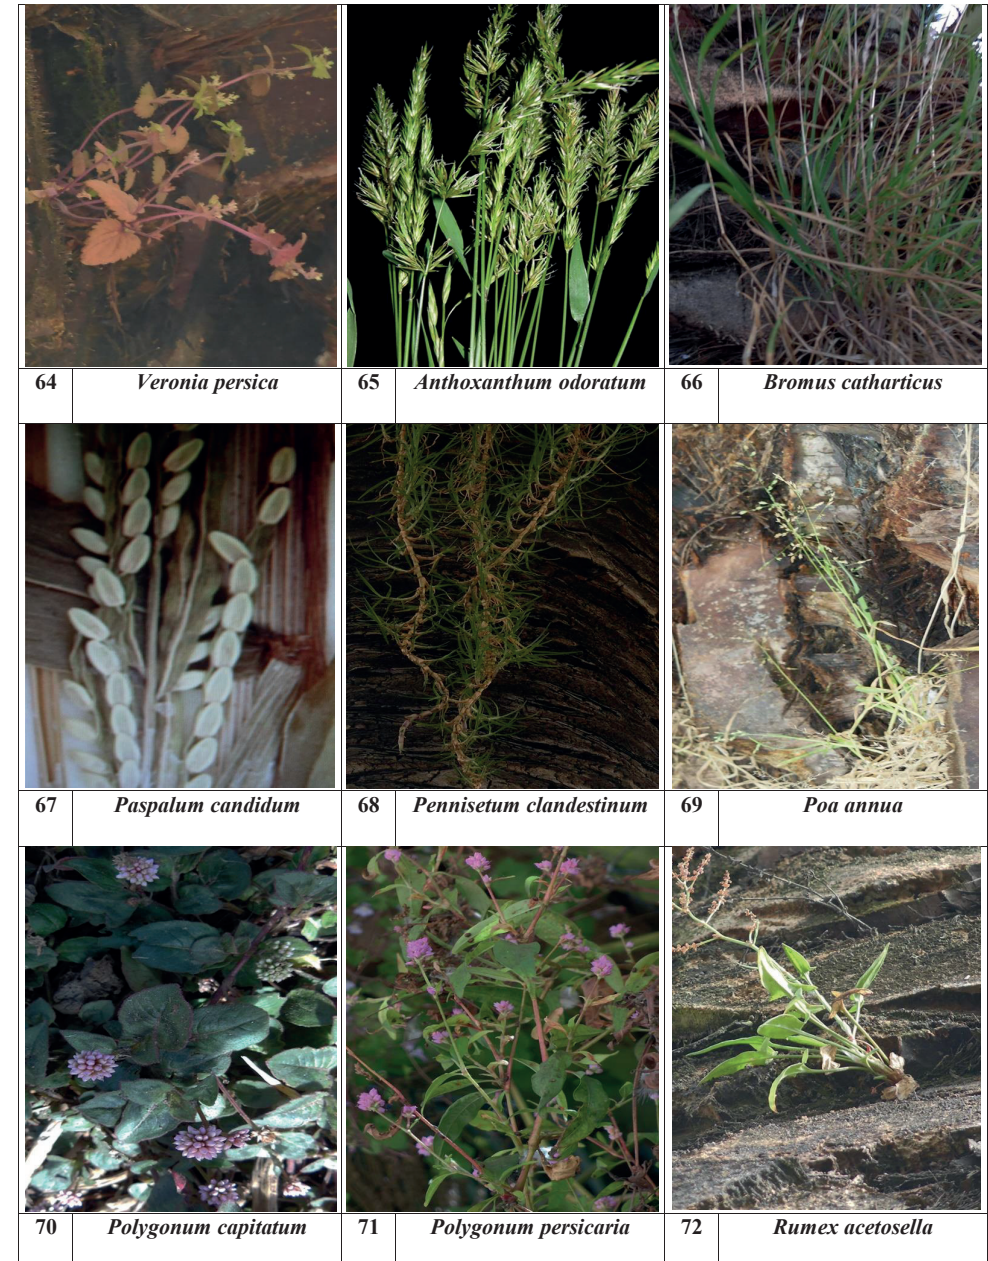 64 Veronia persica 65 Anthoxanthum odoratum 66 Bromus catharticus
67 Paspalum candidum 68 Pennisetum clandestinum 69 Poa annua
70 Polygonum capitatum 71 Polygonum persicaria 72 Rumex acetosella